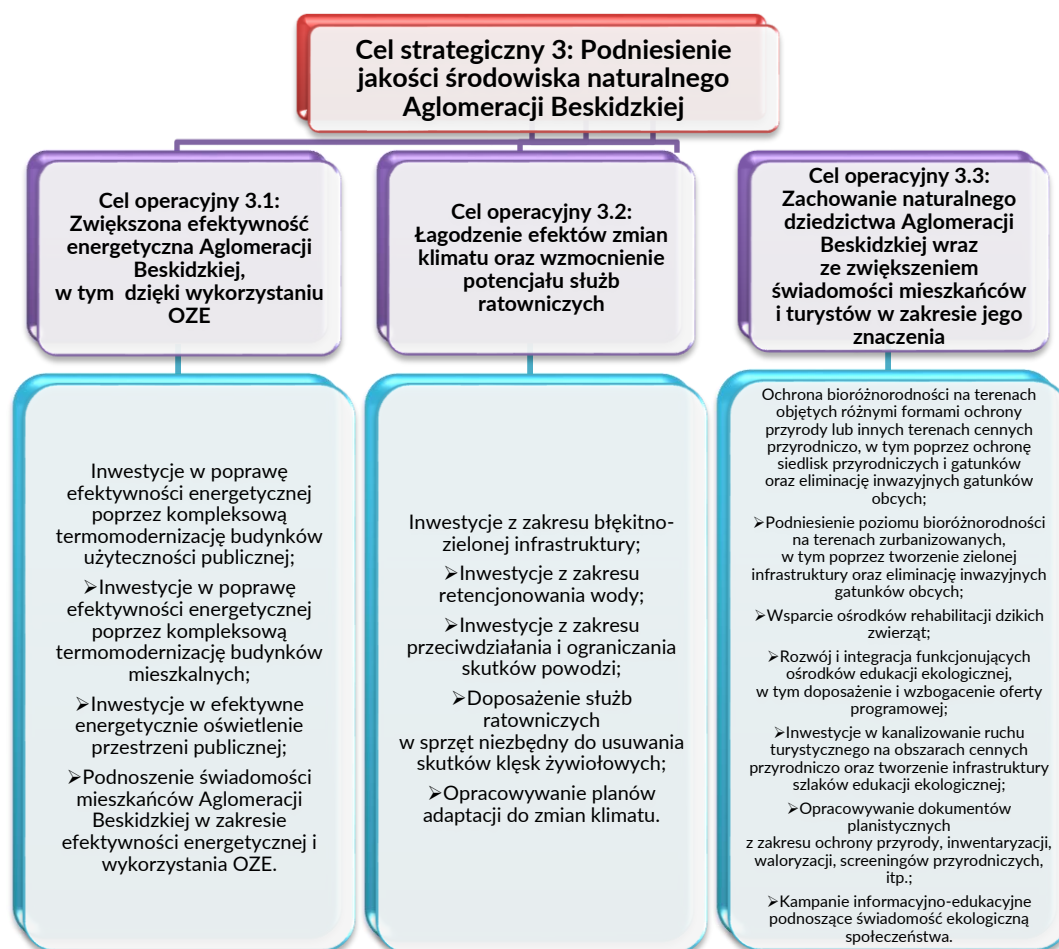 Cel strategiczny 3: Podniesienie
jakości środowiska naturalnego
Aglomeracji Beskidzkiej
Cel operacyjny 3.1:
Zwiększona efektywność
energetyczna Aglomeracji
Beskidzkiej,
w tym dzięki wykorzystaniu
OZE
Inwestycje w poprawę
efektywności energetycznej
poprzez kompleksową
termomodernizację budynków
użyteczności publicznej;
➢Inwestycje w poprawę
efektywności energetycznej
poprzez kompleksową
termomodernizację budynków
mieszkalnych;
➢Inwestycje w efektywne
energetycznie oświetlenie
przestrzeni publicznej;
➢Podnoszenie świadomości
mieszkańców Aglomeracji
Beskidzkiej w zakresie
efektywności energetycznej i
wykorzystania OZE.
Cel operacyjny 3.2:
Łagodzenie efektów zmian
klimatu oraz wzmocnienie
potencjału służb
ratowniczych
Inwestycje z zakresu błękitno-
zielonej infrastruktury;
➢Inwestycje z zakresu
retencjonowania wody;
➢Inwestycje z zakresu
przeciwdziałania i ograniczania
skutków powodzi;
➢Doposażenie służb
ratowniczych
w sprzęt niezbędny do usuwania
skutków klęsk żywiołowych;
➢Opracowywanie planów
adaptacji do zmian klimatu.
Cel operacyjny 3.3:
Zachowanie naturalnego
dziedzictwa Aglomeracji
Beskidzkiej wraz
ze zwiększeniem
świadomości mieszkańców
i turystów w zakresie jego
znaczenia
Ochrona bioróżnorodności na terenach
objętych różnymi formami ochrony
przyrody lub innych terenach cennych
przyrodniczo, w tym poprzez ochronę
siedlisk przyrodniczych i gatunków
oraz eliminację inwazyjnych gatunków
obcych;
➢Podniesienie poziomu bioróżnorodności
na terenach zurbanizowanych,
w tym poprzez tworzenie zielonej
infrastruktury oraz eliminację inwazyjnych
gatunków obcych;
➢Wsparcie ośrodków rehabilitacji dzikich
zwierząt;
➢Rozwój i integracja funkcjonujących
ośrodków edukacji ekologicznej,
w tym doposażenie i wzbogacenie oferty
programowej;
➢Inwestycje w kanalizowanie ruchu
turystycznego na obszarach cennych
przyrodniczo oraz tworzenie infrastruktury
szlaków edukacji ekologicznej;
➢Opracowywanie dokumentów
planistycznych
z zakresu ochrony przyrody, inwentaryzacji,
waloryzacji, screeningów przyrodniczych,
itp.;
➢Kampanie informacyjno-edukacyjne
podnoszące świadomość ekologiczną
społeczeństwa.